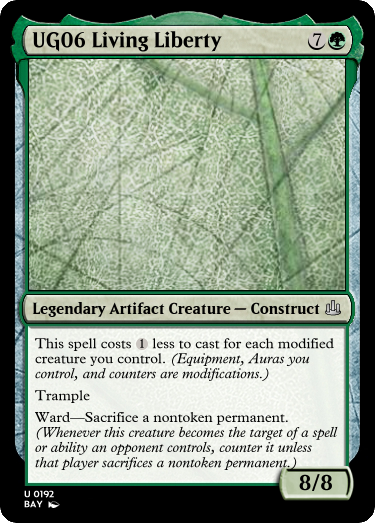 UG06 Living Liberty 7
Legendary Artifact Creature — Construct
This spell costs 1 less to cast for each modified
creature you control. (Equipment, Auras you
control, and counters are modifications.)
Trample
Ward—Sacrifice a nontoken permanent.
(Whenever this creature becomes the target of a spell
or ability an opponent controls, counter it unless
that player sacrifices a nontoken permanent.)
8/8
U 0192
BAY